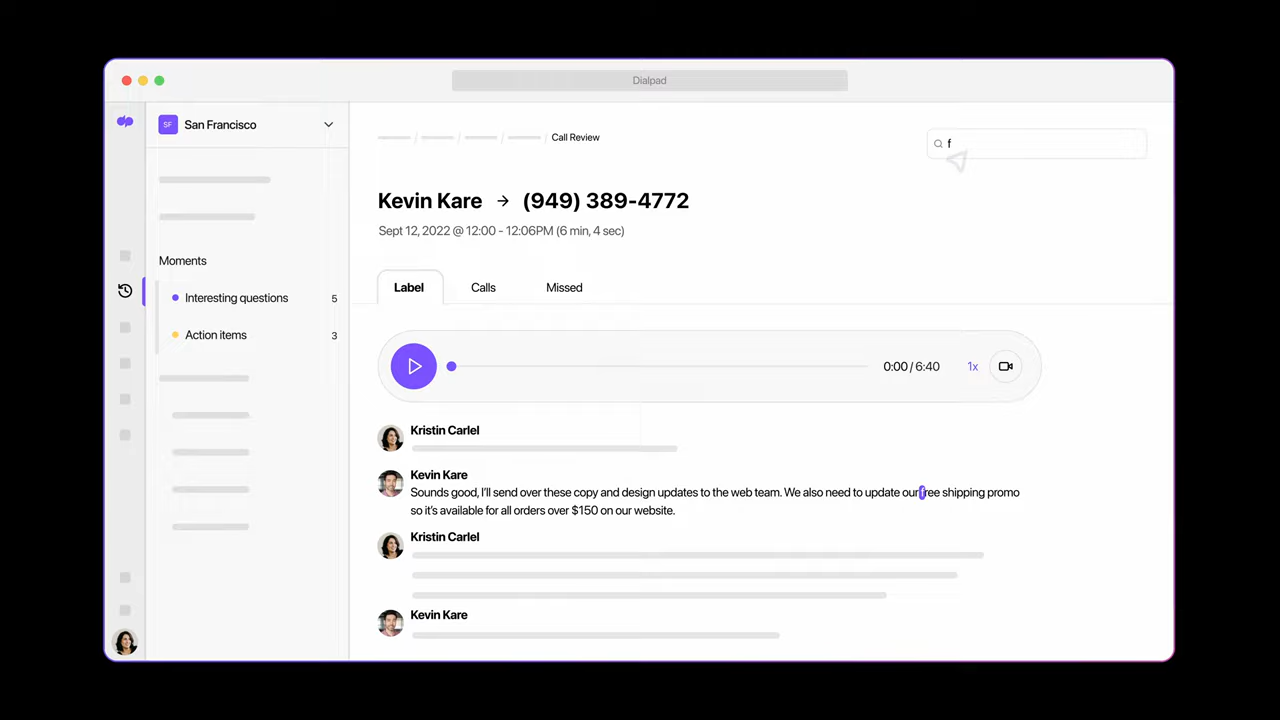 Dialpad
SF San Francisco
/ / / / Call Review
f
Kevin Kare → (949) 389-4772
Sept 12, 2022 @ 12:00 - 12:06PM (6 min, 4 sec)
Moments
Interesting questions 5
Action items 3
Label Calls Missed
0:00 / 6:40 1x
Kristin Carlel
Kevin Kare
Sounds good, I'll send over these copy and design updates to the web team. We also need to update our free shipping promo
so it's available for all orders over $150 on our website.
Kristin Carlel
Kevin Kare